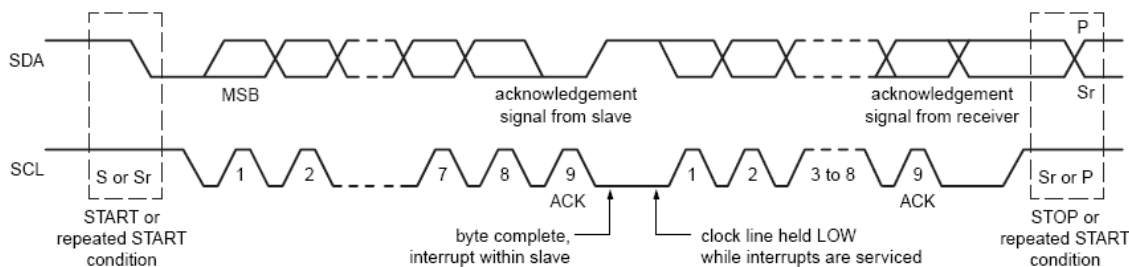 P
SDA
MSB
acknowledgement
signal from slave
acknowledgement
signal from receiver
Sr
SCL
S or Sr
1
2
7
8
9
1
2
3 to 8
9
Sr or P
ACK
ACK
START or
repeated START
condition
byte complete,
interrupt within slave
clock line held LOW
while interrupts are serviced
STOP or
repeated START
condition